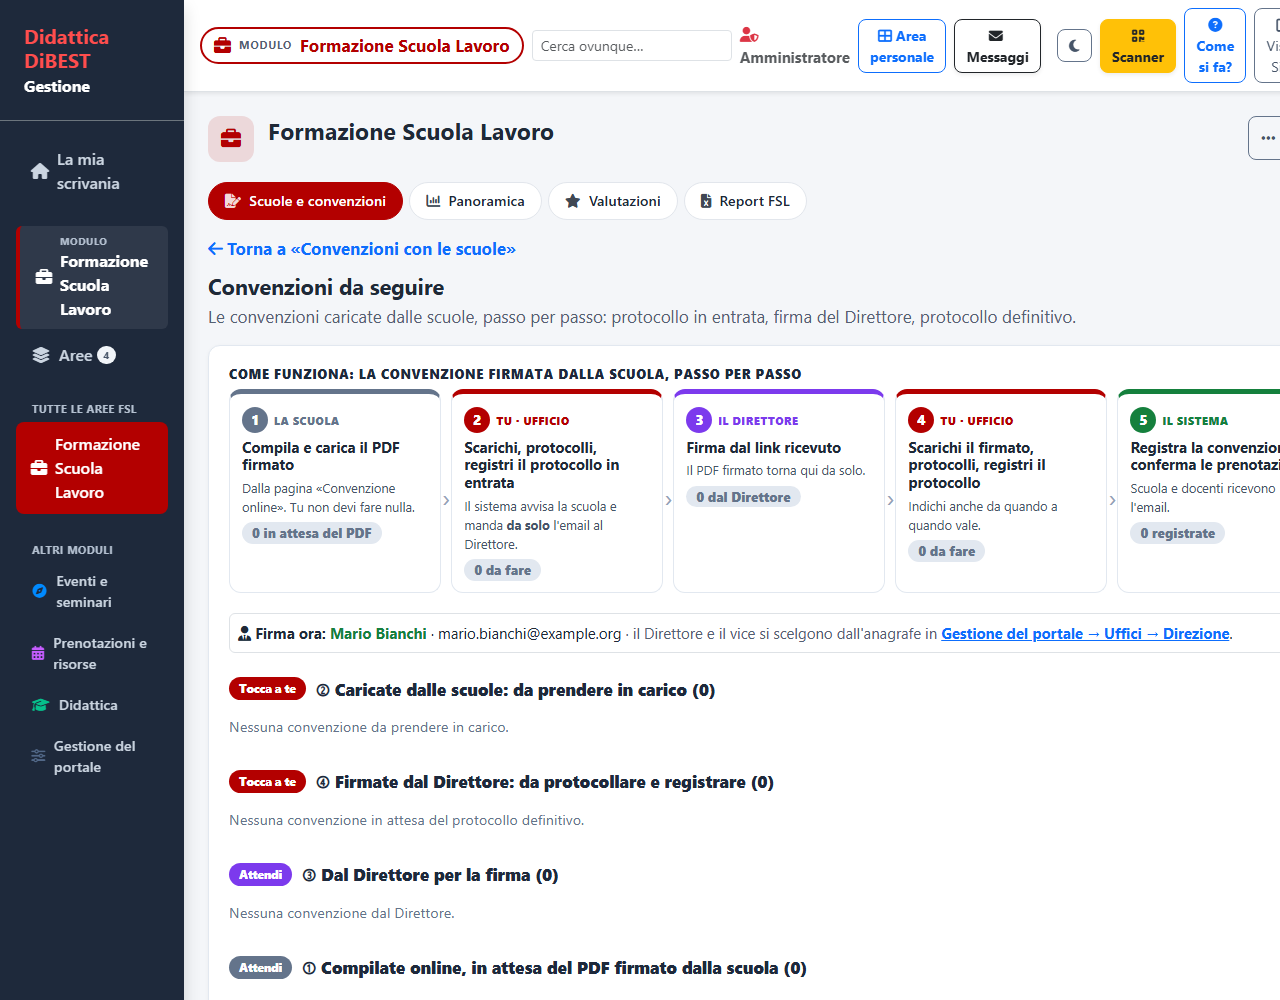 Didattica
DiBEST
Gestione
La mia
scrivania
MODULO
Formazione
Scuola
Lavoro
Aree 4
TUTTE LE AREE FSL
Formazione
Scuola
Lavoro
ALTRI MODULI
Eventi e
seminari
Prenotazioni e
risorse
Didattica
Gestione del
portale
MODULO Formazione Scuola Lavoro
Cerca ovunque...
Amministratore
Area
personale
Messaggi
Scanner
Come
si fa?
Formazione Scuola Lavoro
Scuole e convenzioni
Panoramica
Valutazioni
Report FSL
← Torna a «Convenzioni con le scuole»
Convenzioni da seguire
Le convenzioni caricate dalle scuole, passo per passo: protocollo in entrata, firma del Direttore, protocollo definitivo.
COME FUNZIONA: LA CONVENZIONE FIRMATA DALLA SCUOLA, PASSO PER PASSO
1 LA SCUOLA
Compila e carica il PDF
firmato
Dalla pagina «Convenzione
online». Tu non devi fare nulla.
0 in attesa del PDF
›
2 TU · UFFICIO
Scarichi, protocolli,
registri il protocollo in
entrata
Il sistema avvisa la scuola e
manda da solo l'email al
Direttore.
0 da fare
›
3 IL DIRETTORE
Firma dal link ricevuto
Il PDF firmato torna qui da solo.
0 dal Direttore
›
4 TU · UFFICIO
Scarichi il firmato,
protocolli, registri il
protocollo
Indichi anche da quando a
quando vale.
0 da fare
›
5 IL SISTEMA
Registra la convenzion
conferma le prenotazi
Scuola e docenti ricevono
l'email.
0 registrate
Firma ora: Mario Bianchi · mario.bianchi@example.org · il Direttore e il vice si scelgono dall'anagrafe in Gestione del portale → Uffici → Direzione.
Tocca a te ② Caricate dalle scuole: da prendere in carico (0)
Nessuna convenzione da prendere in carico.
Tocca a te ④ Firmate dal Direttore: da protocollare e registrare (0)
Nessuna convenzione in attesa del protocollo definitivo.
Attendi ③ Dal Direttore per la firma (0)
Nessuna convenzione dal Direttore.
Attendi ① Compilate online, in attesa del PDF firmato dalla scuola (0)